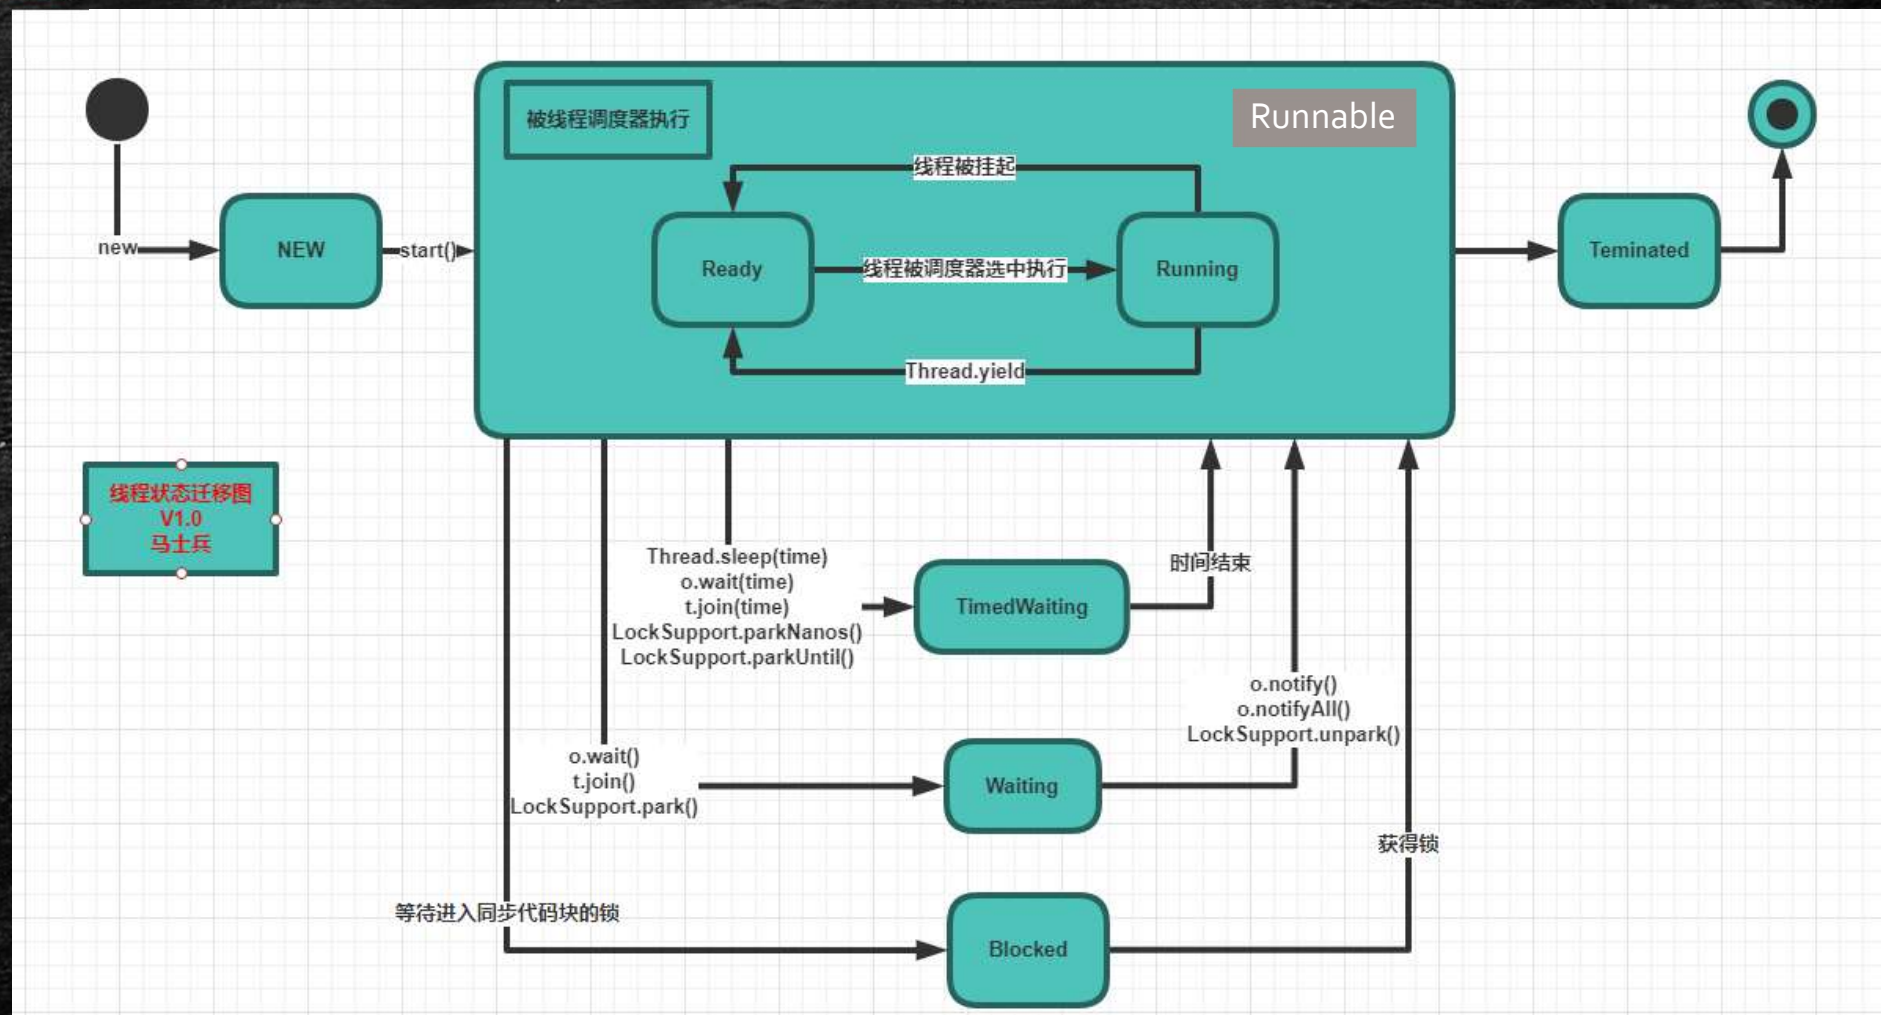 被线程调度器执行
Runnable
线程被挂起
new
NEW
start()
Ready
线程被调度器选中执行
Running
Teminated
Thread.yield
线程状态迁移图
V1.0
马士兵
Thread.sleep(time)
o.wait(time)
t.join(time)
LockSupport.parkNanos()
LockSupport.parkUntil()
TimedWaiting
时间结束
o.notify()
o.notifyAll()
LockSupport.unpark()
o.wait()
t.join()
LockSupport.park()
Waiting
获得锁
等待进入同步代码块的锁
Blocked